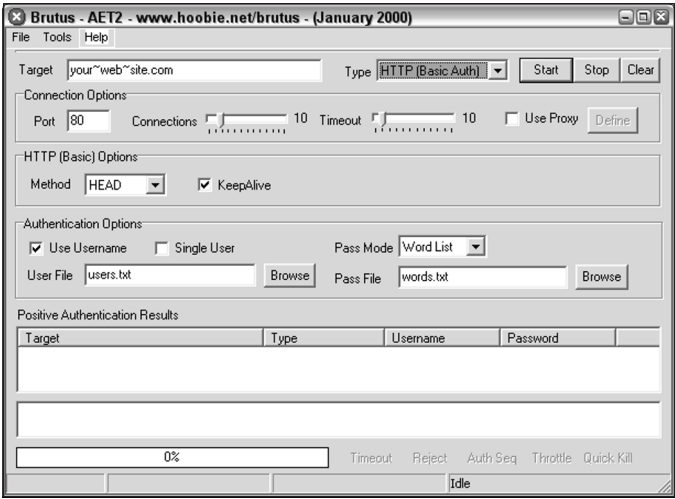 Brutus - AET2 - www.hoobie.net/brutus - (January 2000)
File Tools Help
Target your~web~site.com Type HTTP (Basic Auth) Start Stop Clear
Connection Options
Port 80 Connections 10 Timeout 10 Use Proxy Define
HTTP (Basic) Options
Method HEAD KeepAlive
Authentication Options
Use Username Single User Pass Mode Word List
User File users.txt Browse Pass File words.txt Browse
Positive Authentication Results
Target Type Username Password
0% Timeout Reject Auth Seq Throttle Quick Kill
Idle